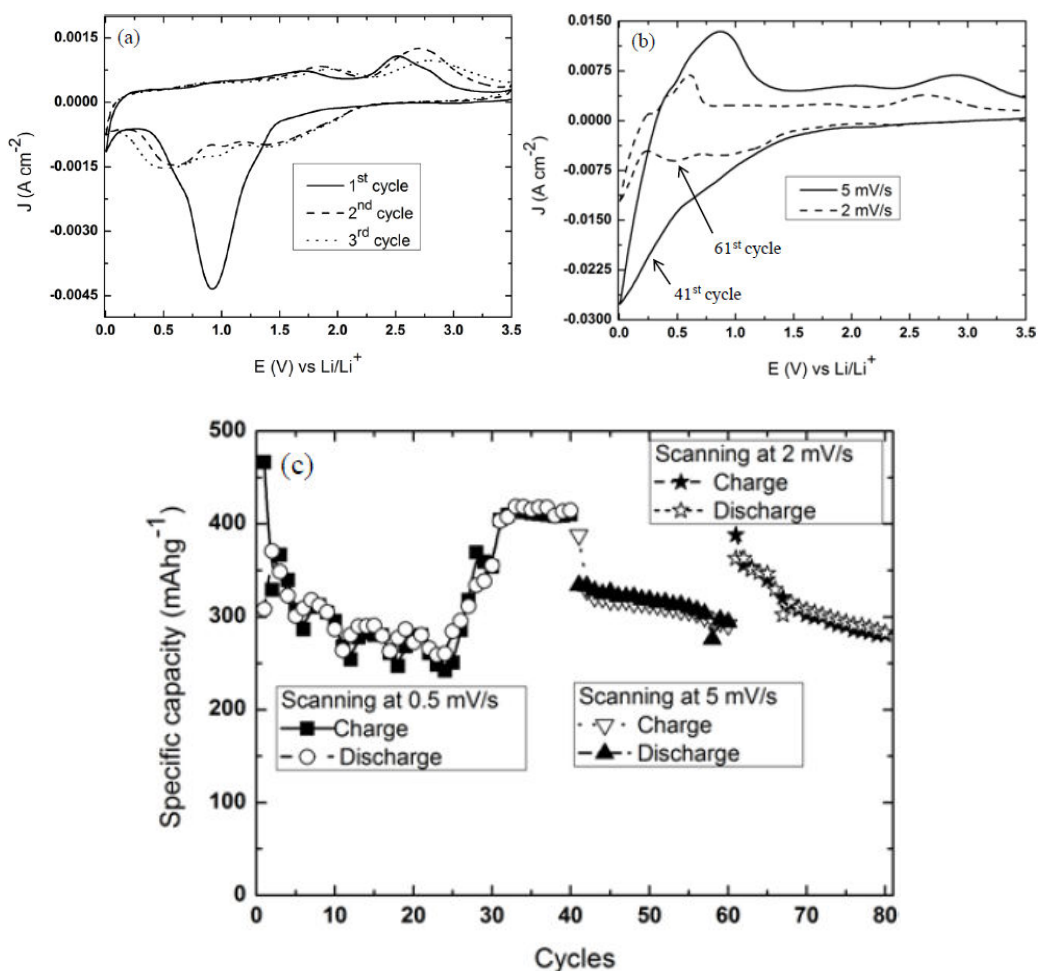 (a)
0.0015
0.0000
-0.0015
-0.0030
-0.0045
J (A cm-2)
1st cycle
2nd cycle
3rd cycle
0.0 0.5 1.0 1.5 2.0 2.5 3.0 3.5
E (V) vs Li/Li+
(b)
0.0150
0.0075
0.0000
-0.0075
-0.0150
-0.0225
-0.0300
J (A cm-2)
5 mV/s
2 mV/s
61st cycle
41st cycle
0.0 0.5 1.0 1.5 2.0 2.5 3.0 3.5
E (V) vs Li/Li+
(c)
500
400
300
200
100
0
Specific capacity (mAhg-1)
Scanning at 2 mV/s
Charge
Discharge
Scanning at 0.5 mV/s
Charge
Discharge
Scanning at 5 mV/s
Charge
Discharge
0 10 20 30 40 50 60 70 80
Cycles